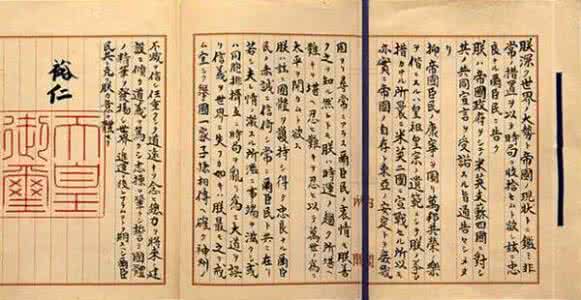 朕深ク世界ノ大勢ト帝國ノ現狀トニ鑑ミ非
常ノ措置ヲ以テ時局ヲ收拾セムト欲シ茲ニ忠
良ナル爾臣民ニ告ク
朕ハ帝國政府ヲシテ米英支蘇四國ニ對シ
其ノ共同宣言ヲ受諾スル旨通告セシメタ
リ
抑々帝國臣民ノ康寧ヲ圖リ萬邦共榮ノ樂
ヲ偕ニスルハ皇祖皇宗ノ遺範ニシテ朕ノ拳々
措カサル所曩ニ米英二國ニ宣戰セル所以モ
亦實ニ帝國ノ自存ト東亞ノ安定トヲ庶幾
固ヨリ尋常ニアラス爾臣民ノ衷情モ朕善
ク之ヲ知ル然レトモ朕ハ時運ノ趨ク所堪ヘ
難キヲ堪ヘ忍ヒ難キヲ忍ヒ以テ萬世ノ爲ニ
太平ヲ開カムト欲ス
朕ハ茲ニ國體ヲ護持シ得テ忠良ナル爾臣
民ノ赤誠ニ信倚シ常ニ爾臣民ト共ニ在リ
若シ夫レ情ノ激スル所濫ニ事端ヲ滋クシ或
ハ同胞排擠互ニ時局ヲ亂リ爲ニ大道ヲ誤
リ信義ヲ世界ニ失フカ如キハ朕最モ之ヲ戒
ム宜シク擧國一家子孫相傳ヘ確ク神州ノ
不滅ヲ信シ任重クシテ道遠キヲ念ヒ總力ヲ將來ノ建
設ニ傾ケ道義ヲ篤クシ志操ヲ鞏クシ誓テ國體
ノ精華ヲ發揚シ世界ノ進運ニ後レサラムコトヲ期スヘシ爾臣
民其レ克ク朕カ意ヲ體セヨ
裕仁
天皇
御璽